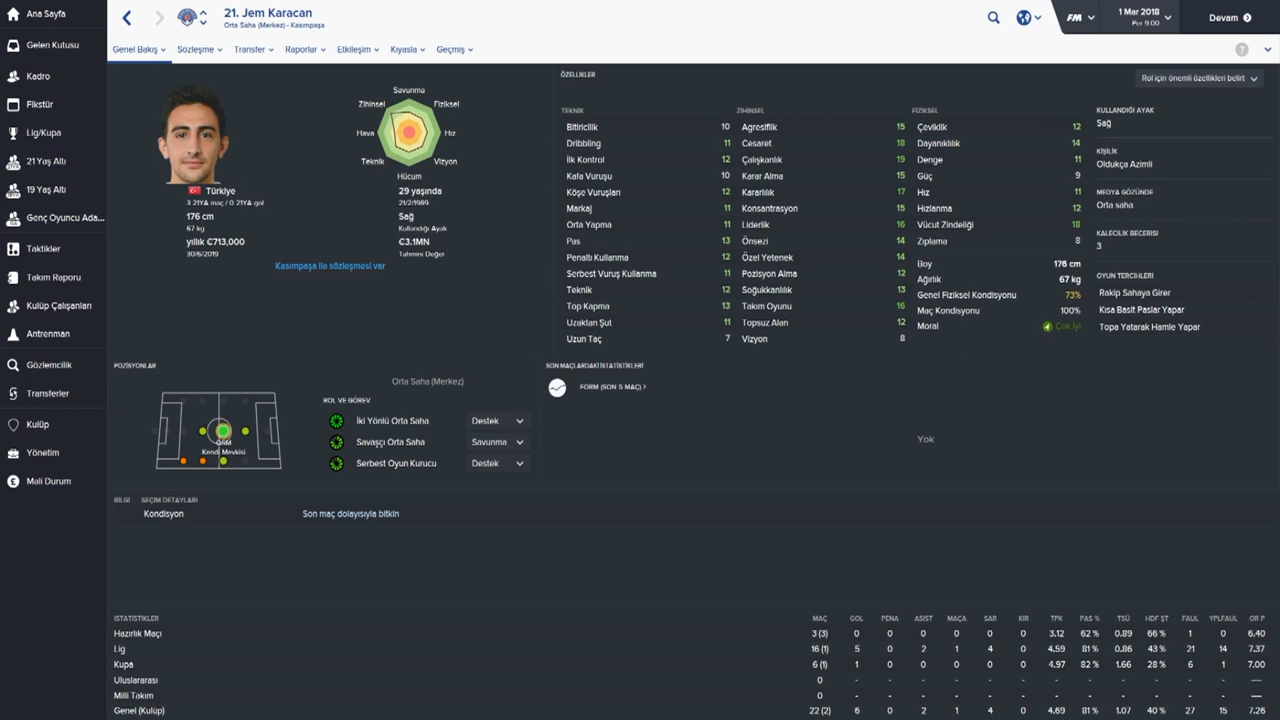 Ana Sayfa
Gelen Kutusu
Kadro
Fikstür
Lig/Kupa
21 Yaş Altı
19 Yaş Altı
Genç Oyuncu Ada...
Taktikler
Takım Raporu
Kulüp Çalışanları
Antrenman
Gözlemcilik
Transferler
Kulüp
Yönetim
Mali Durum
21. Jem Karacan
Orta Saha (Merkez) - Kasımpaşa
FM
1 Mar 2018
Per 9.00
Devam
Genel Bakış Sözleşme Transfer Raporlar Etkileşim Kıyasla Geçmiş
?
Savunma
Zihinsel Fiziksel
Hava Hız
Teknik Vizyon
Hücum
Türkiye
3 21YA maç / 0 21YA gol
176 cm
67 kg
yıllık €713,000
30/6/2019
29 yaşında
21/2/1989
Sağ
Kullandığı Ayak
€3.1MN
Tahmini Değer
Kasımpaşa ile sözleşmesi var
ÖZELLİKLER
Rol için önemli özellikleri belirt
TEKNİK ZİHİNSEL FİZİKSEL
Bitiricilik 10 Agresiflik 15 Çeviklik 12
Dribbling 11 Cesaret 18 Dayanıklılık 14
İlk Kontrol 12 Çalışkanlık 19 Denge 11
Kafa Vuruşu 10 Karar Alma 15 Güç 9
Köşe Vuruşları 12 Kararlılık 17 Hız 11
Markaj 11 Konsantrasyon 15 Hızlanma 12
Orta Yapma 11 Liderlik 16 Vücut Zindeliği 18
Pas 13 Önsezi 14 Zıplama 8
Penaltı Kullanma 12 Özel Yetenek 14
Serbest Vuruş Kullanma 11 Pozisyon Alma 12
Teknik 12 Soğukkanlılık 13
Top Kapma 13 Takım Oyunu 16
Uzaktan Şut 11 Topsuz Alan 12
Uzun Taç 7 Vizyon 8
Boy 176 cm
Ağırlık 67 kg
Genel Fiziksel Kondisyonu 73%
Maç Kondisyonu 100%
Moral Çok İyi
KULLANDIĞI AYAK
Sağ
KİŞİLİK
Oldukça Azimli
MEDYA GÖZÜNDE
Orta saha
KALECİLİK BECERİSİ
3
OYUN TERCİHLERİ
Rakip Sahaya Girer
Kısa Basit Paslar Yapar
Topa Yatarak Hamle Yapar
POZİSYONLAR
Orta Saha (Merkez)
ORM
Kendi Mevkisi
ROL VE GÖREV
İki Yönlü Orta Saha Destek
Savaşçı Orta Saha Savunma
Serbest Oyun Kurucu Destek
SON MAÇLARDAKİ İSTATİSTİKLERİ
FORM (SON 5 MAÇ) >
Yok
BİLGİ SEÇİM DETAYLARI
Kondisyon Son maç dolayısıyla bitkin
İSTATİSTİKLER MAÇ GOL PENA ASİST MAÇA SAR KIR TPK PAS % TSÜ HDF ŞT FAUL YPLFAUL OR P
Hazırlık Maçı 3 (3) 0 0 0 0 0 0 3.12 62 % 0.89 66 % 1 0 6.40
Lig 16 (1) 5 0 2 1 4 0 4.59 81 % 0.86 43 % 21 14 7.37
Kupa 6 (1) 1 0 0 0 0 0 4.97 82 % 1.66 28 % 6 1 7.00
Uluslararası 0 - - - - - - - - - - - - ----
Milli Takım 0 - - - - - - - - - - - - ----
Genel (Kulüp) 22 (2) 6 0 2 1 4 0 4.69 81 % 1.07 40 % 27 15 7.26